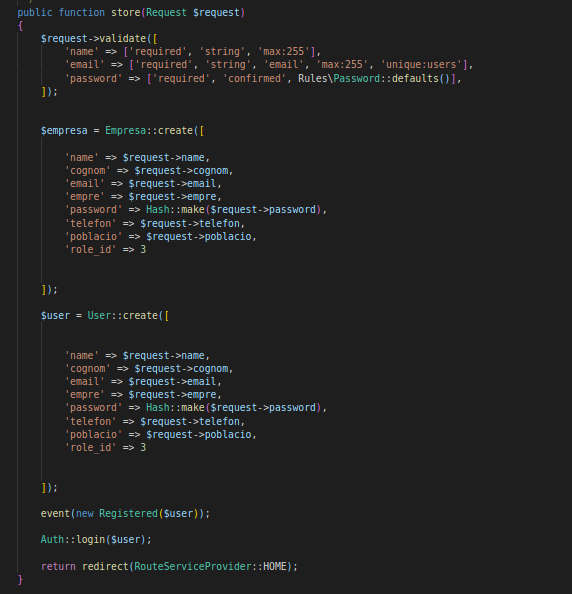 public function store(Request $request)
{
$request->validate([
'name' => ['required', 'string', 'max:255'],
'email' => ['required', 'string', 'email', 'max:255', 'unique:users'],
'password' => ['required', 'confirmed', Rules\Password::defaults()],
]);
$empresa = Empresa::create([
'name' => $request->name,
'cognom' => $request->cognom,
'email' => $request->email,
'empre' => $request->empre,
'password' => Hash::make($request->password),
'telefon' => $request->telefon,
'poblacio' => $request->poblacio,
'role_id' => 3
]);
$user = User::create([
'name' => $request->name,
'cognom' => $request->cognom,
'email' => $request->email,
'empre' => $request->empre,
'password' => Hash::make($request->password),
'telefon' => $request->telefon,
'poblacio' => $request->poblacio,
'role_id' => 3
]);
event(new Registered($user));
Auth::login($user);
return redirect(RouteServiceProvider::HOME);
}